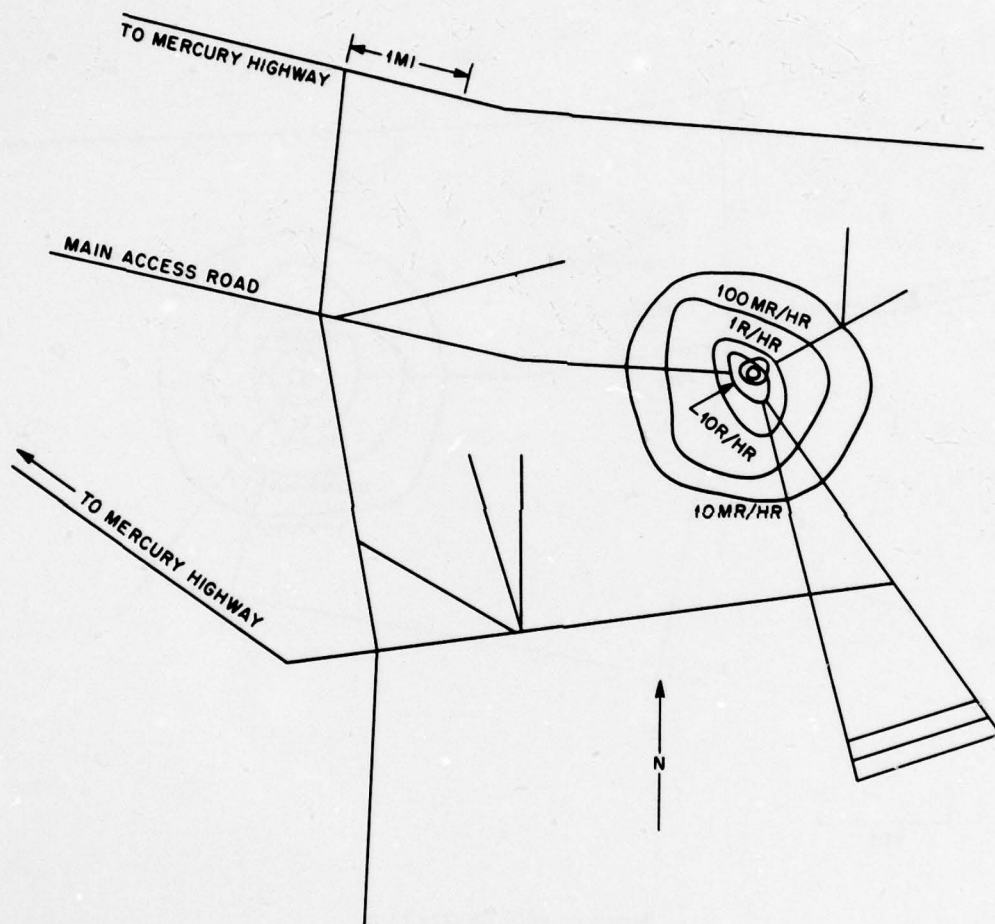 TO MERCURY HIGHWAY
1MI
MAIN ACCESS ROAD
100MR/HR
1R/HR
10R/HR
10MR/HR
TO MERCURY HIGHWAY
N